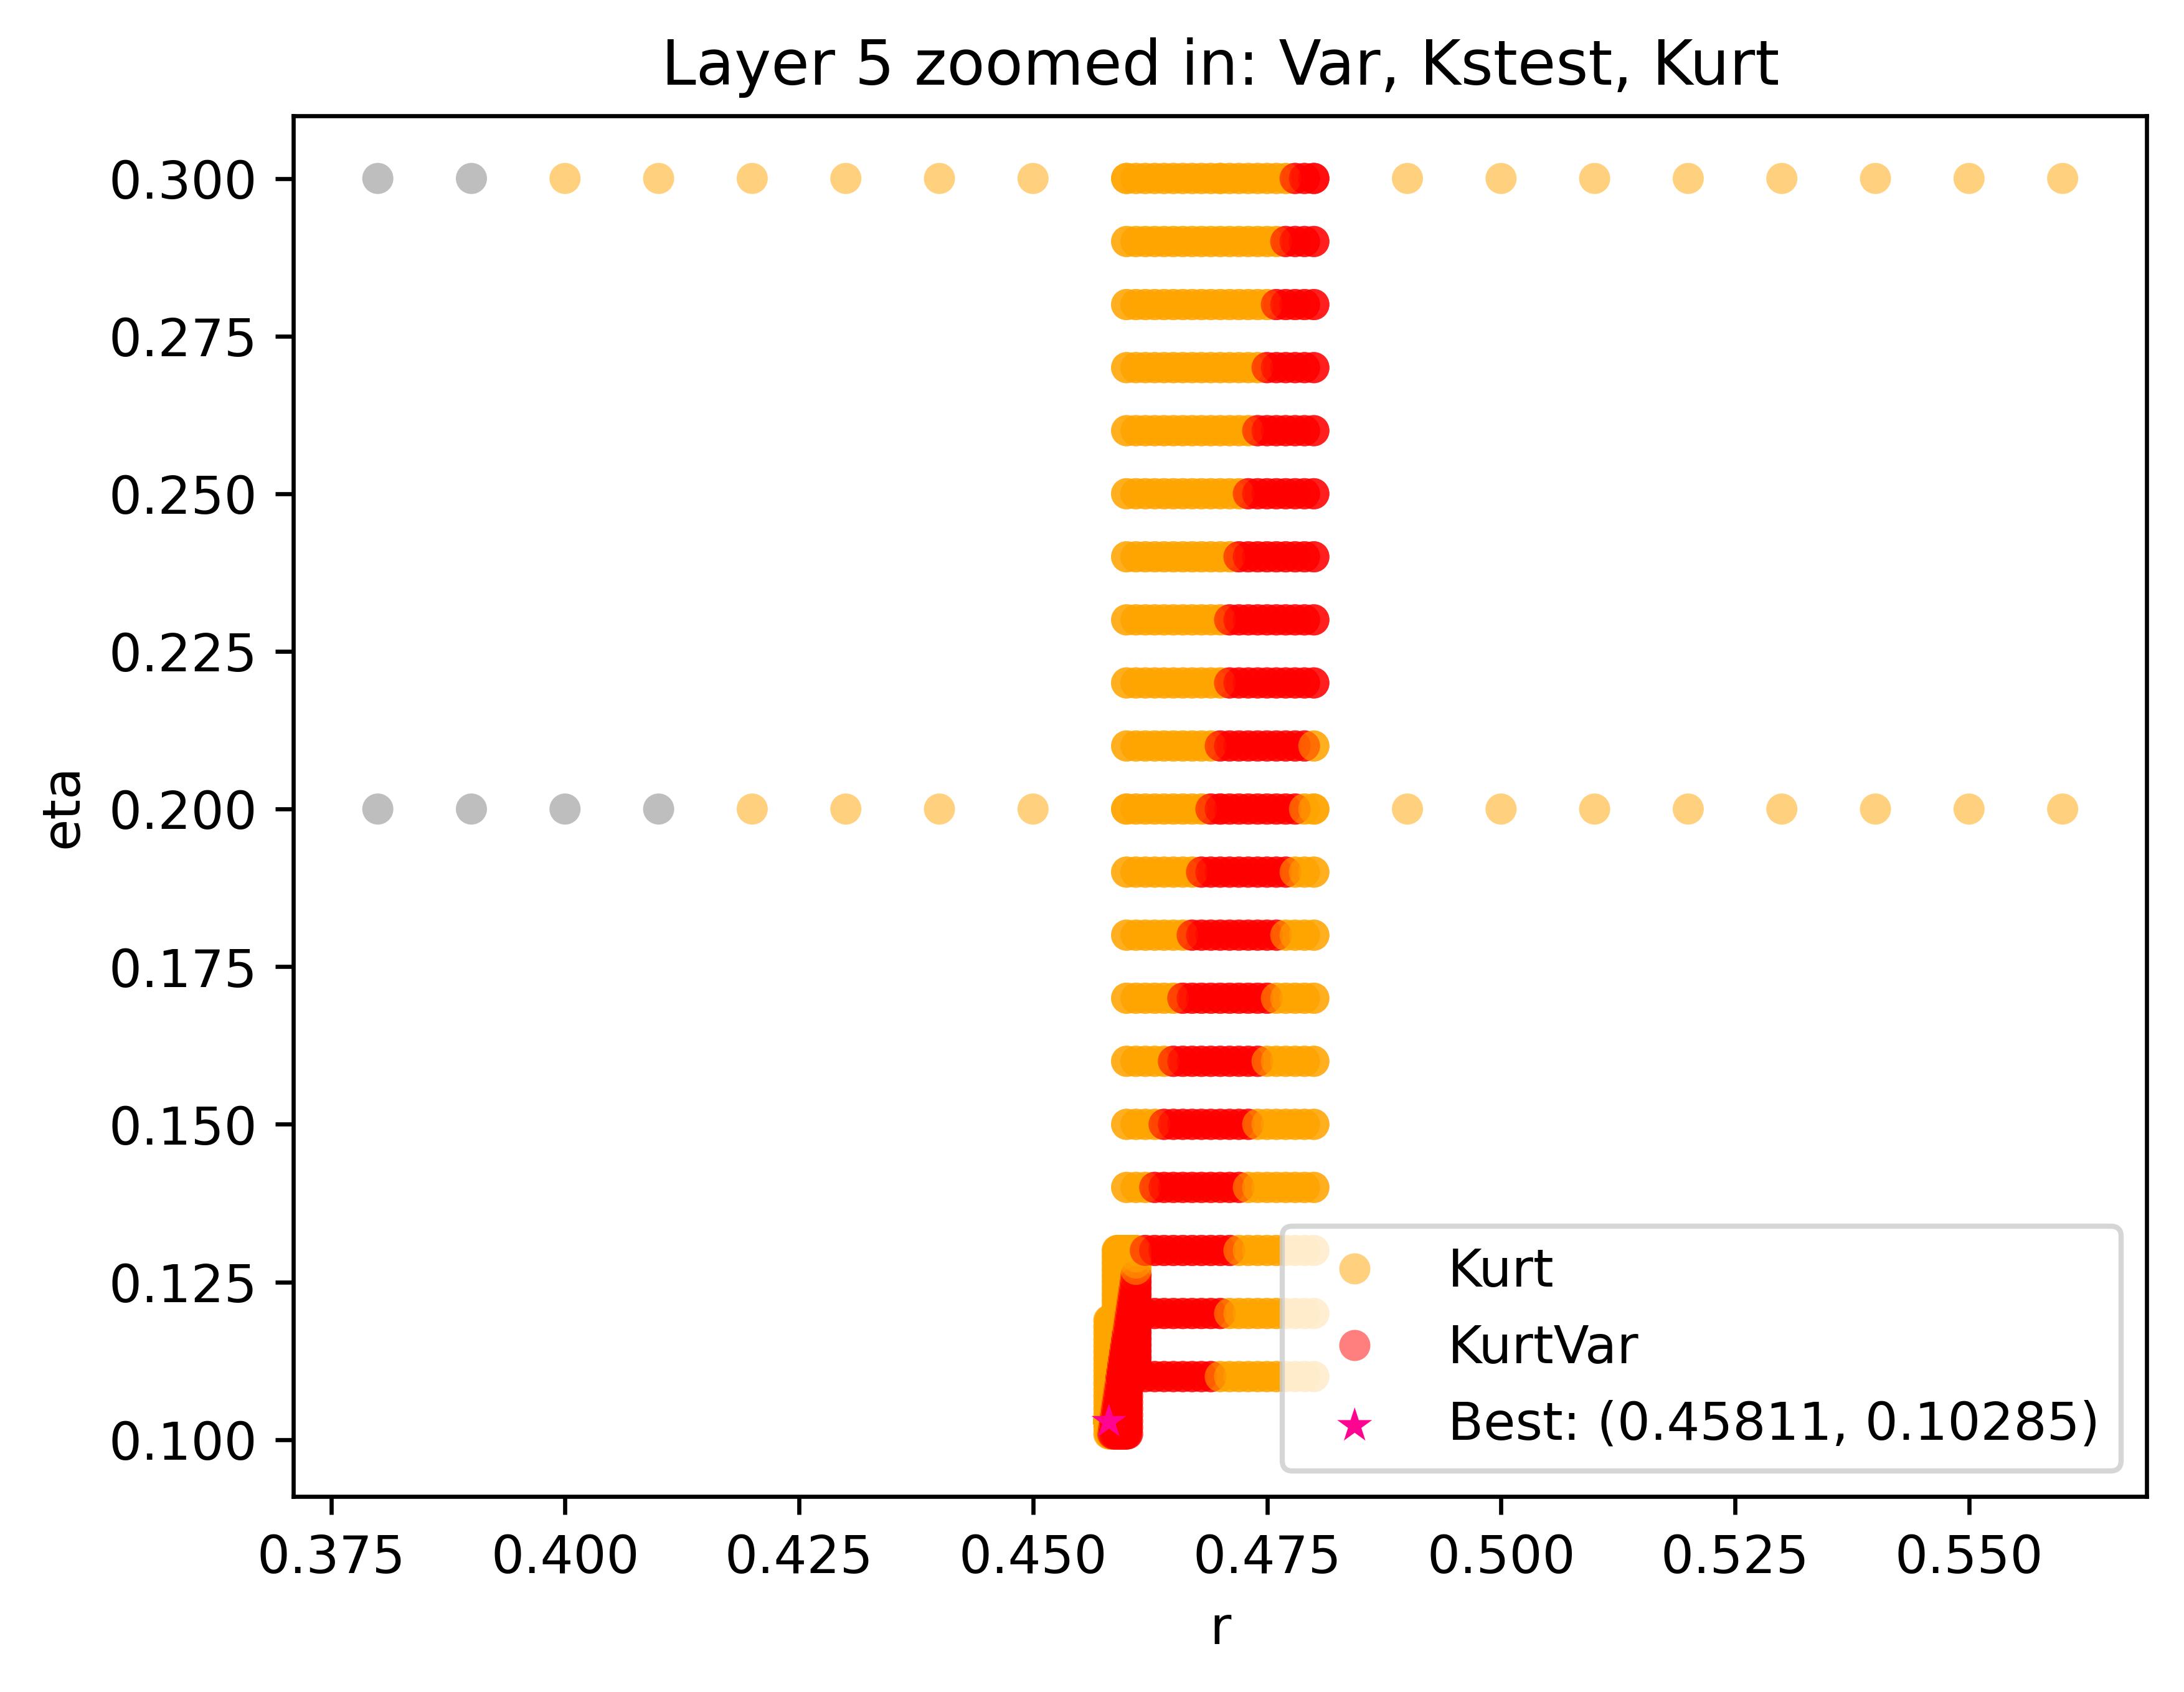 Layer 5 zoomed in: Var, Kstest, Kurt
0.300
0.275
0.250
0.225
0.200
0.175
0.150
0.125
0.100
eta
Kurt
KurtVar
Best: (0.45811, 0.10285)
0.375 0.400 0.425 0.450 0.475 0.500 0.525 0.550
r